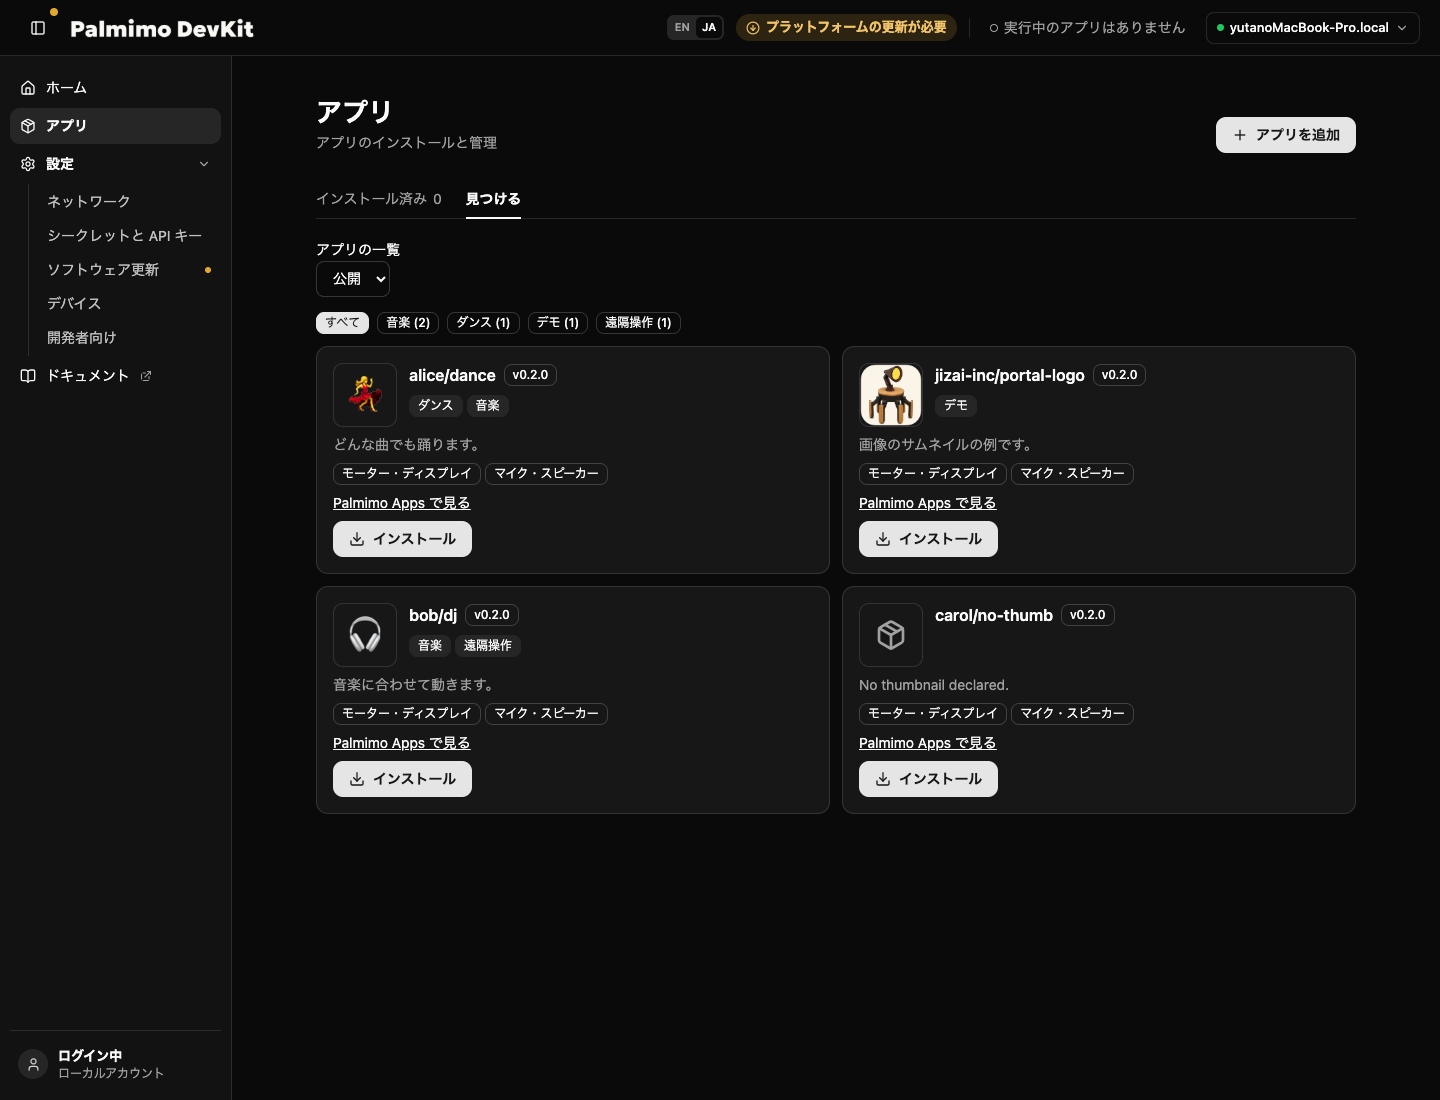 Palmimo DevKit
EN JA
プラットフォームの更新が必要
実行中のアプリはありません
yutanoMacBook-Pro.local
ホーム
アプリ
設定
ネットワーク
シークレットと API キー
ソフトウェア更新
デバイス
開発者向け
ドキュメント
ログイン中
ローカルアカウント
アプリ
アプリのインストールと管理
アプリを追加
インストール済み 0
見つける
アプリの一覧
公開
すべて
音楽 (2)
ダンス (1)
デモ (1)
遠隔操作 (1)
alice/dance v0.2.0
ダンス 音楽
どんな曲でも踊ります。
モーター・ディスプレイ マイク・スピーカー
Palmimo Apps で見る
インストール
jizai-inc/portal-logo v0.2.0
デモ
画像のサムネイルの例です。
モーター・ディスプレイ マイク・スピーカー
Palmimo Apps で見る
インストール
bob/dj v0.2.0
音楽 遠隔操作
音楽に合わせて動きます。
モーター・ディスプレイ マイク・スピーカー
Palmimo Apps で見る
インストール
carol/no-thumb v0.2.0
No thumbnail declared.
モーター・ディスプレイ マイク・スピーカー
Palmimo Apps で見る
インストール